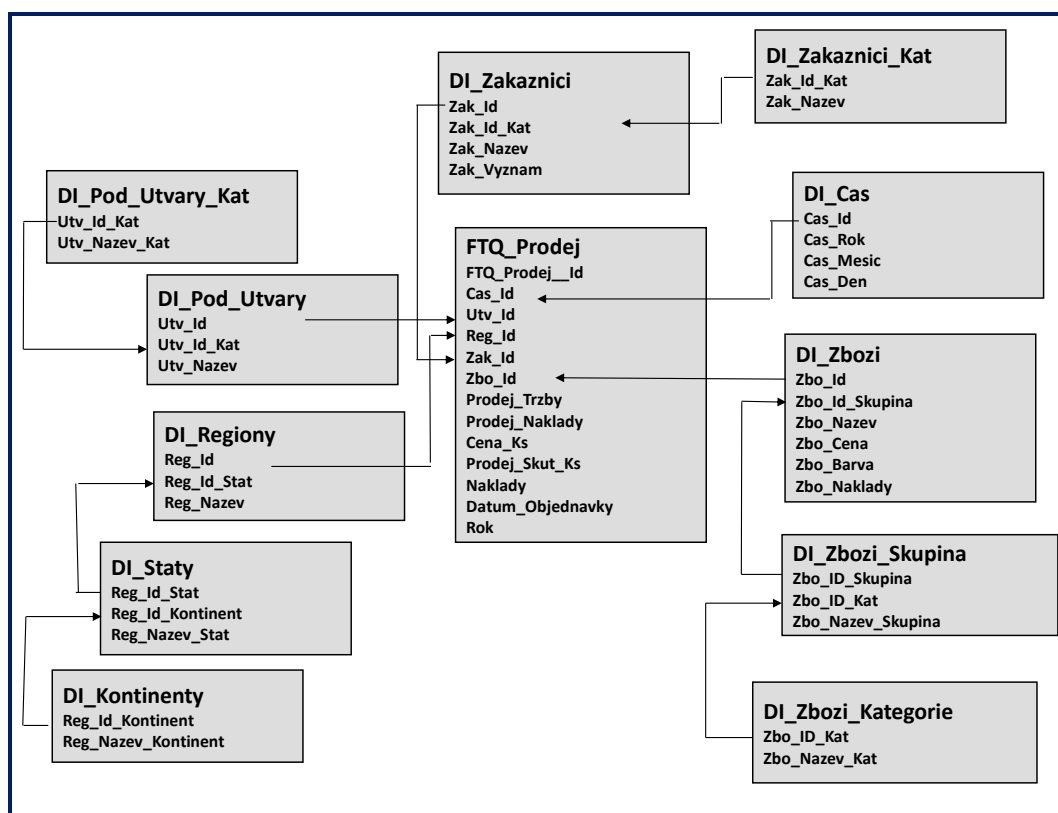 DI_Zakaznici_Kat
Zak_Id_Kat
Zak_Nazev
DI_Zakaznici
Zak_Id
Zak_Id_Kat
Zak_Nazev
Zak_Vyznam
DI_Pod_Utvary_Kat
Utv_Id_Kat
Utv_Nazev_Kat
DI_Cas
Cas_Id
Cas_Rok
Cas_Mesic
Cas_Den
FTQ_Prodej
FTQ_Prodej__Id
Cas_Id
Utv_Id
Reg_Id
Zak_Id
Zbo_Id
Prodej_Trzby
Prodej_Naklady
Cena_Ks
Prodej_Skut_Ks
Naklady
Datum_Objednavky
Rok
DI_Pod_Utvary
Utv_Id
Utv_Id_Kat
Utv_Nazev
DI_Zbozi
Zbo_Id
Zbo_Id_Skupina
Zbo_Nazev
Zbo_Cena
Zbo_Barva
Zbo_Naklady
DI_Regiony
Reg_Id
Reg_Id_Stat
Reg_Nazev
DI_Staty
Reg_Id_Stat
Reg_Id_Kontinent
Reg_Nazev_Stat
DI_Zbozi_Skupina
Zbo_ID_Skupina
Zbo_ID_Kat
Zbo_Nazev_Skupina
DI_Kontinenty
Reg_Id_Kontinent
Reg_Nazev_Kontinent
DI_Zbozi_Kategorie
Zbo_ID_Kat
Zbo_Nazev_Kat